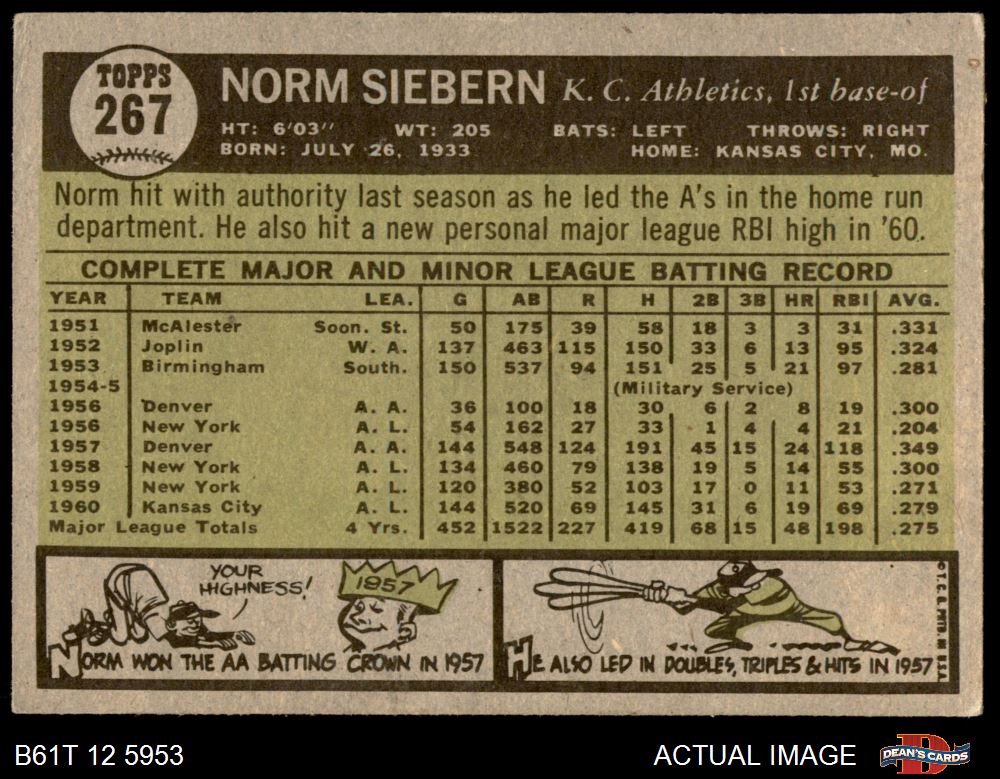 TOPPS
267
NORM SIEBERN K. C. Athletics, 1st base-of
HT: 6'03" WT: 205 BATS: LEFT THROWS: RIGHT
BORN: JULY 26, 1933 HOME: KANSAS CITY, MO.
Norm hit with authority last season as he led the A's in the home run
department. He also hit a new personal major league RBI high in '60.
COMPLETE MAJOR AND MINOR LEAGUE BATTING RECORD
YEAR TEAM LEA. G AB R H 2B 3B HR RBI AVG.
1951 McAlester Soon. St. 50 175 39 58 18 3 3 31 .331
1952 Joplin W. A. 137 463 115 150 33 6 13 95 .324
1953 Birmingham South. 150 537 94 151 25 5 21 97 .281
1954-5 (Military Service)
1956 Denver A. A. 36 100 18 30 6 2 8 19 .300
1956 New York A. L. 54 162 27 33 1 4 4 21 .204
1957 Denver A. A. 144 548 124 191 45 15 24 118 .349
1958 New York A. L. 134 460 79 138 19 5 14 55 .300
1959 New York A. L. 120 380 52 103 17 0 11 53 .271
1960 Kansas City A. L. 144 520 69 145 31 6 19 69 .279
Major League Totals 4 Yrs. 452 1522 227 419 68 15 48 198 .275
YOUR
HIGHNESS!
1957
NORM WON THE AA BATTING CROWN IN 1957
HE ALSO LED IN DOUBLES, TRIPLES & HITS IN 1957
© T. C. G. PRTD. IN U.S.A.
B61T 12 5953 ACTUAL IMAGE
DEAN'S CARDS